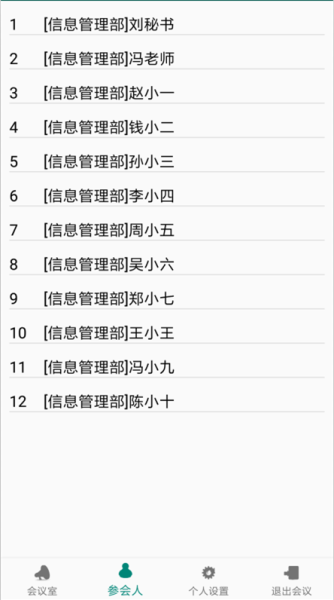 1 [信息管理部]刘秘书
2 [信息管理部]冯老师
3 [信息管理部]赵小一
4 [信息管理部]钱小二
5 [信息管理部]孙小三
6 [信息管理部]李小四
7 [信息管理部]周小五
8 [信息管理部]吴小六
9 [信息管理部]郑小七
10 [信息管理部]王小王
11 [信息管理部]冯小九
12 [信息管理部]陈小十
会议室 参会人 个人设置 退出会议